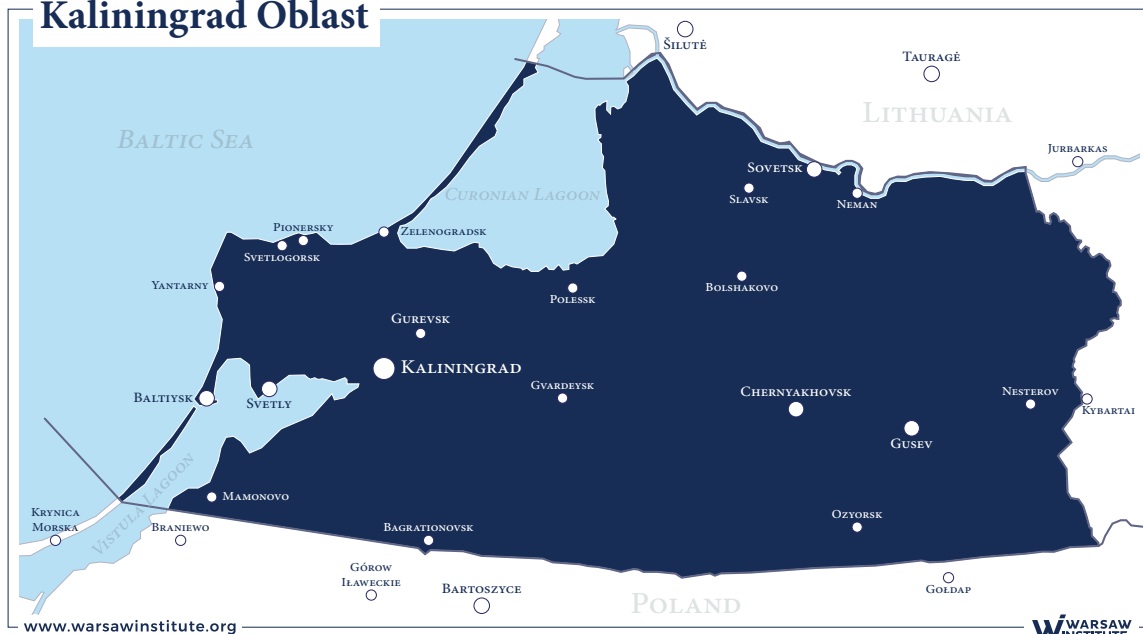 Kaliningrad Oblast
Šilutė
Tauragė
Lithuania
Baltic Sea
Jurbarkas
Sovetsk
Curonian Lagoon
Slavsk
Neman
Pionersky
Zelenogradsk
Svetlogorsk
Yantarny
Bolshakovo
Polessk
Gurevsk
Kaliningrad
Gvardeysk
Chernyakhovsk
Nesterov
Baltiysk
Svetly
Kybartai
Gusev
Vistula Lagoon
Mamonovo
Krynica
Morska
Braniewo
Bagrationovsk
Ozyorsk
Górow
Iławeckie
Bartoszyce
Gołdap
Poland
www.warsawinstitute.org
WARSAW
INSTITUTE